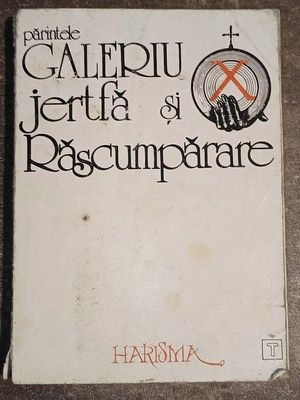 părintele
GALERIU
jertfă și
Răscumpărare
HARISMA
T